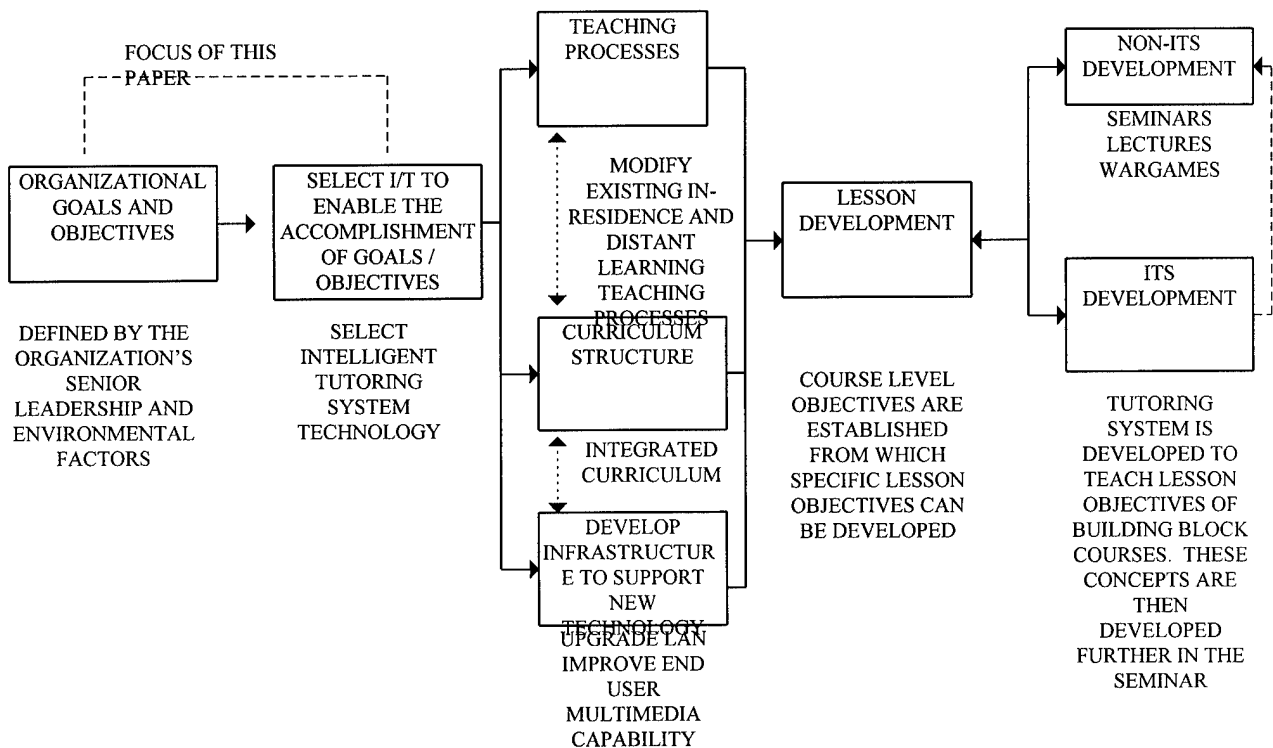 FOCUS OF THIS
PAPER
ORGANIZATIONAL
GOALS AND
OBJECTIVES
DEFINED BY THE
ORGANIZATION'S
SENIOR
LEADERSHIP AND
ENVIRONMENTAL
FACTORS
SELECT I/T TO
ENABLE THE
ACCOMPLISHMENT
OF GOALS /
OBJECTIVES
SELECT
INTELLIGENT
TUTORING
SYSTEM
TECHNOLOGY
TEACHING
PROCESSES
MODIFY
EXISTING IN-
RESIDENCE AND
DISTANT
LEARNING
TEACHING
PROCESSES
CURRICULUM
STRUCTURE
INTEGRATED
CURRICULUM
DEVELOP
INFRASTRUCTUR
E TO SUPPORT
NEW
TECHNOLOGY
UPGRADE LAN
IMPROVE END
USER
MULTIMEDIA
CAPABILITY
LESSON
DEVELOPMENT
COURSE LEVEL
OBJECTIVES ARE
ESTABLISHED
FROM WHICH
SPECIFIC LESSON
OBJECTIVES CAN
BE DEVELOPED
NON-ITS
DEVELOPMENT
SEMINARS
LECTURES
WARGAMES
ITS
DEVELOPMENT
TUTORING
SYSTEM IS
DEVELOPED TO
TEACH LESSON
OBJECTIVES OF
BUILDING BLOCK
COURSES. THESE
CONCEPTS ARE
THEN
DEVELOPED
FURTHER IN THE
SEMINAR